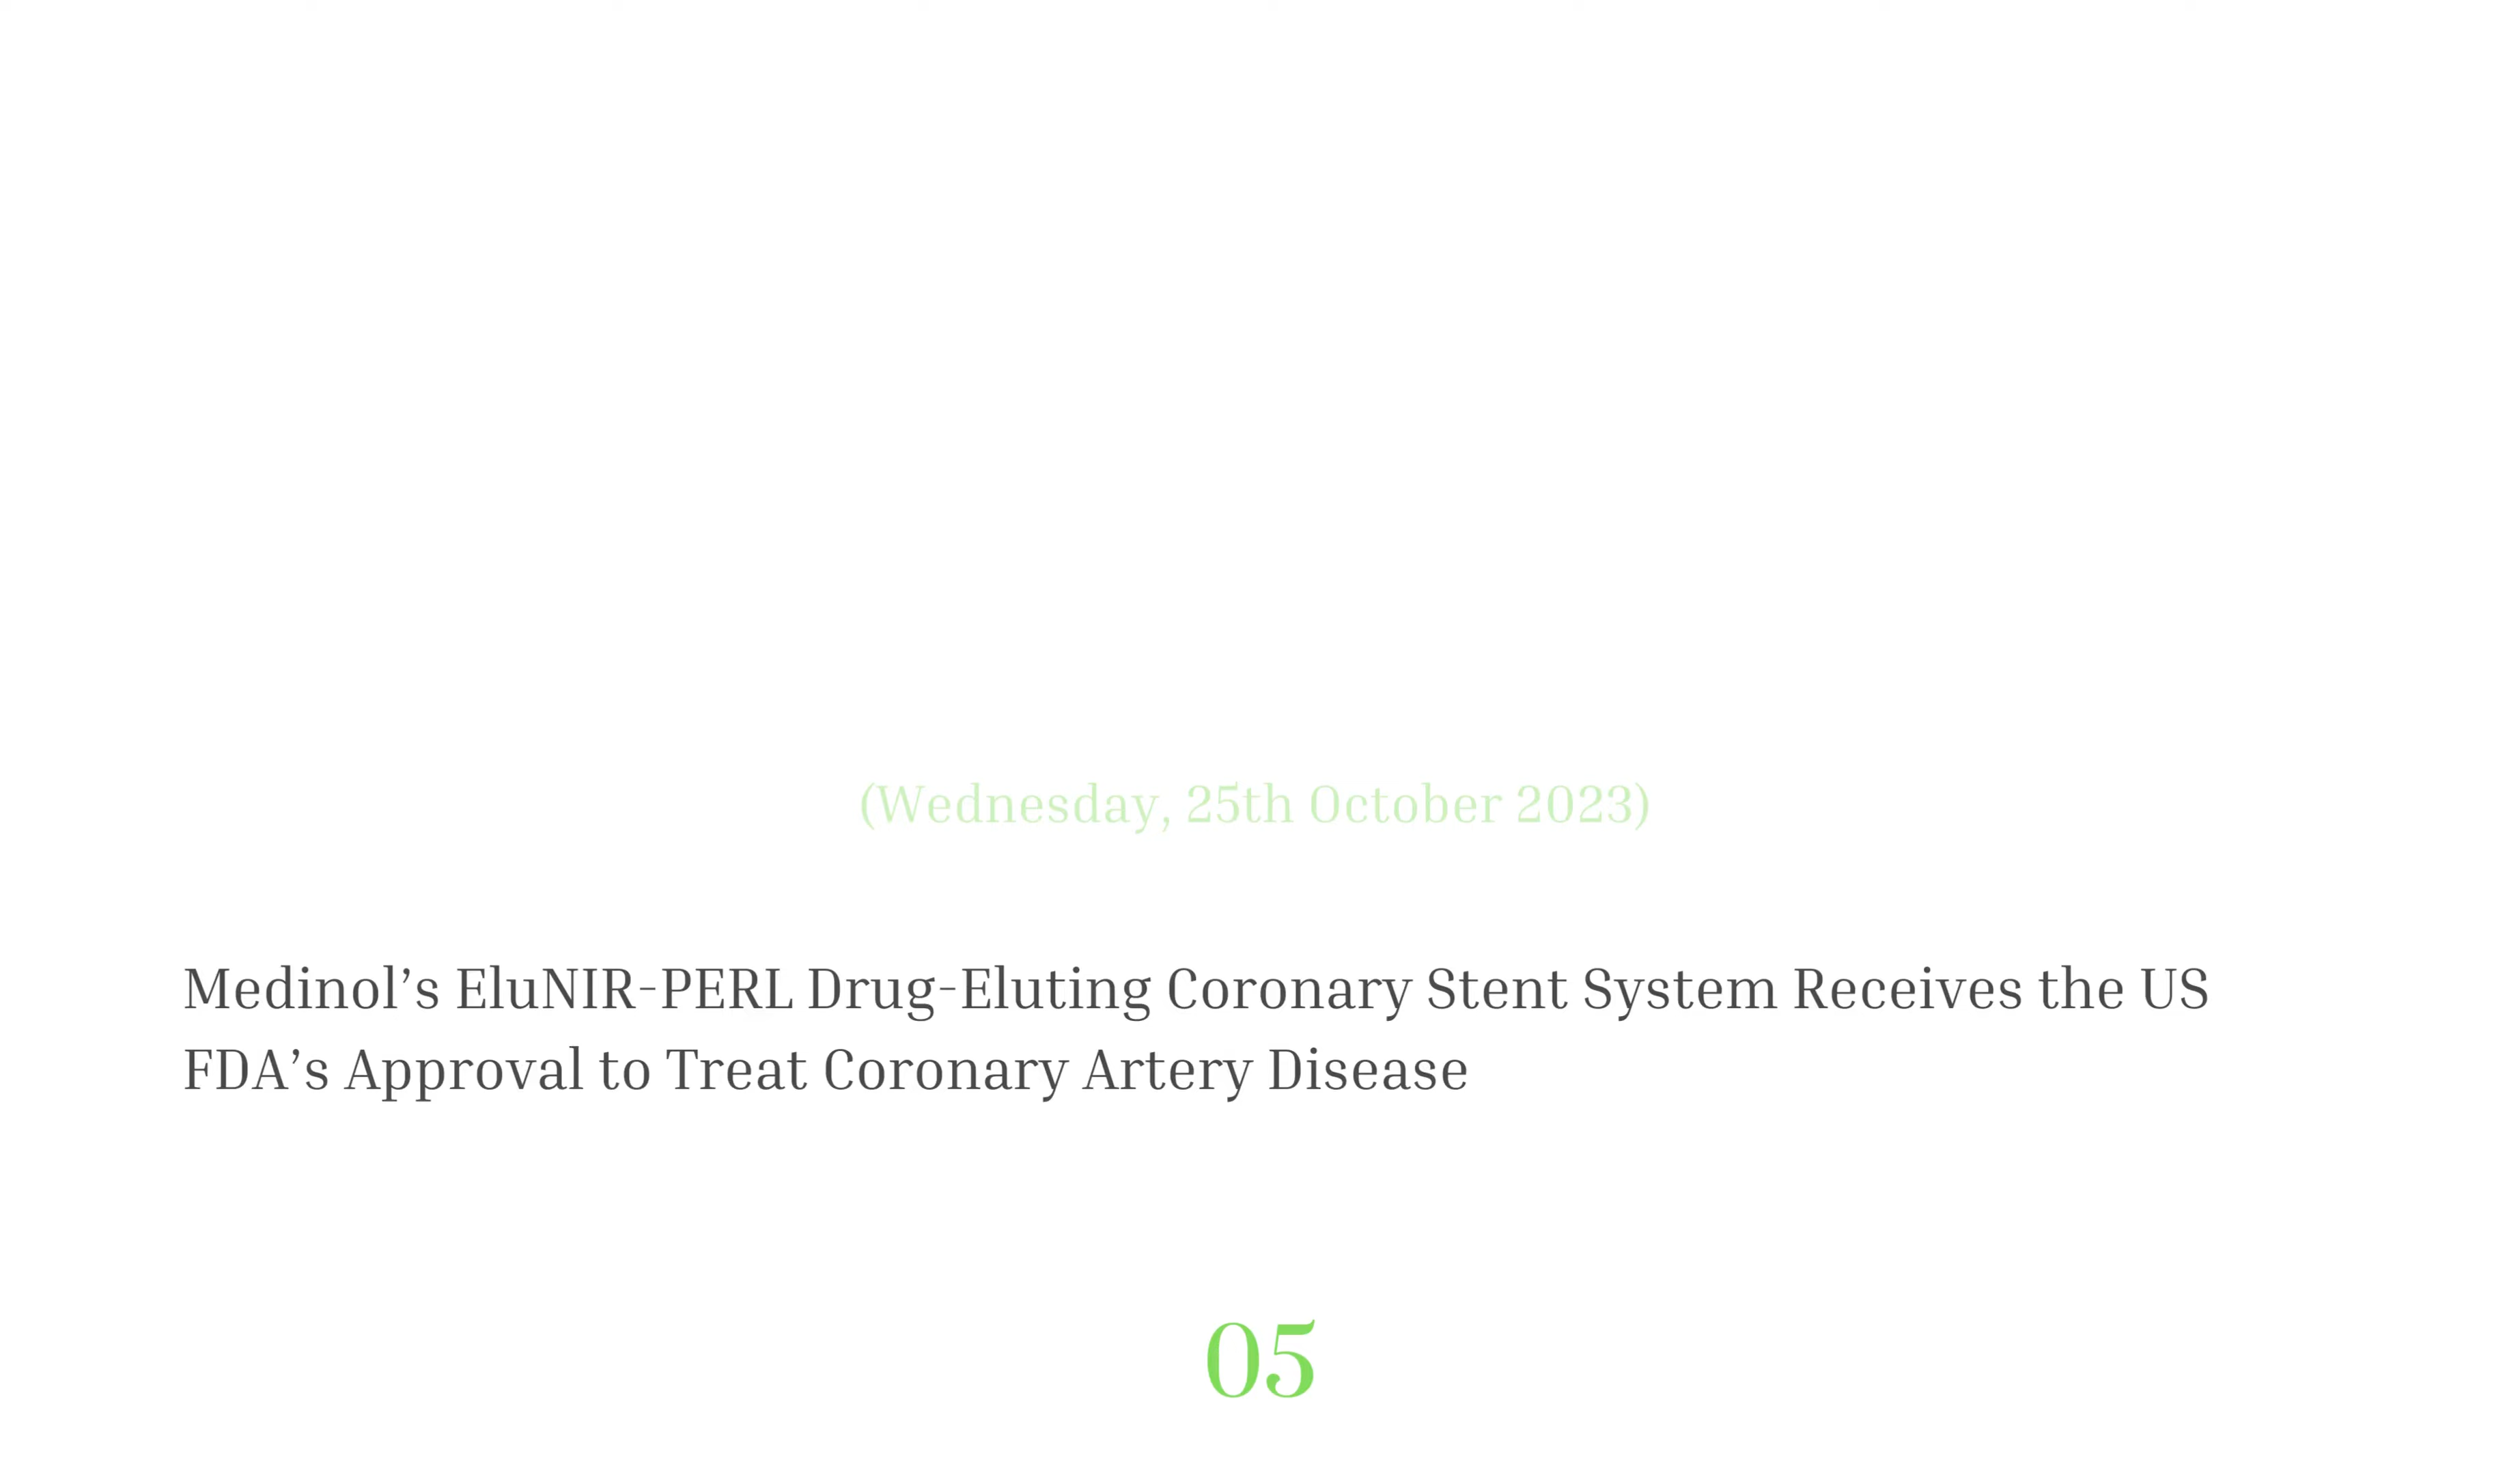 (Wednesday, 25th October 2023)
Medinol’s EluNIR-PERL Drug-Eluting Coronary Stent System Receives the US
FDA’s Approval to Treat Coronary Artery Disease
05